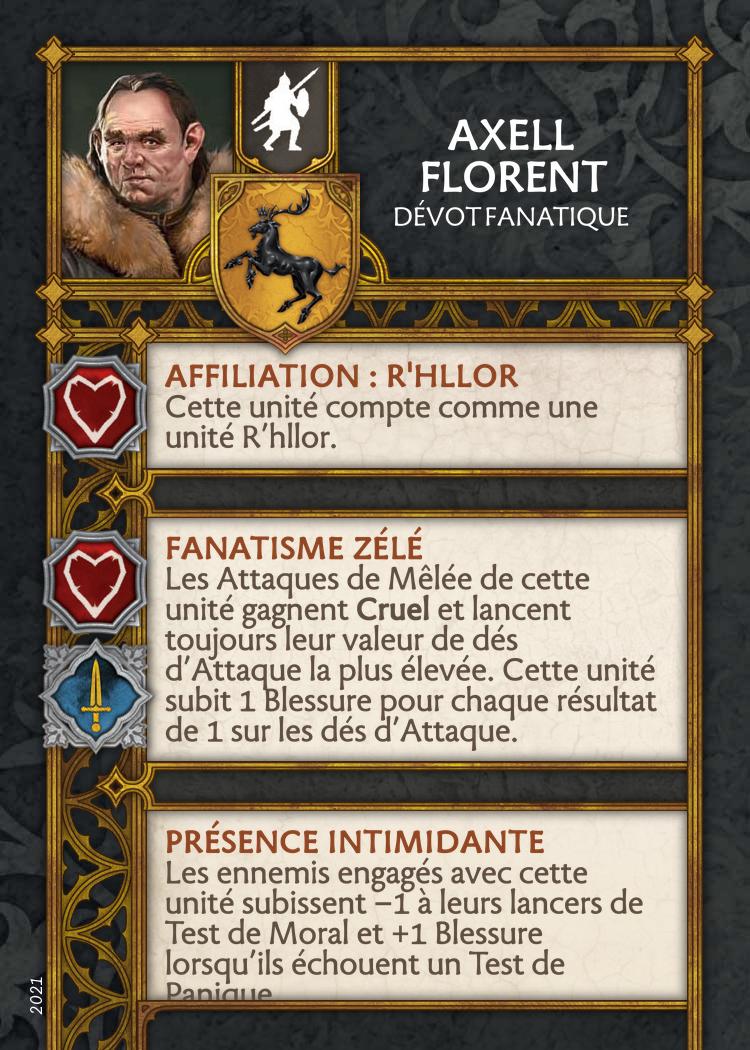 AXELL
FLORENT
DÉVOT FANATIQUE
AFFILIATION : R'HLLOR
Cette unité compte comme une
unité R’hllor.
FANATISME ZÉLÉ
Les Attaques de Mêlée de cette
unité gagnent Cruel et lancent
toujours leur valeur de dés
d’Attaque la plus élevée. Cette unité
subit 1 Blessure pour chaque résultat
de 1 sur les dés d’Attaque.
PRÉSENCE INTIMIDANTE
Les ennemis engagés avec cette
unité subissent –1 à leurs lancers de
Test de Moral et +1 Blessure
lorsqu’ils échouent un Test de
Panique
2021